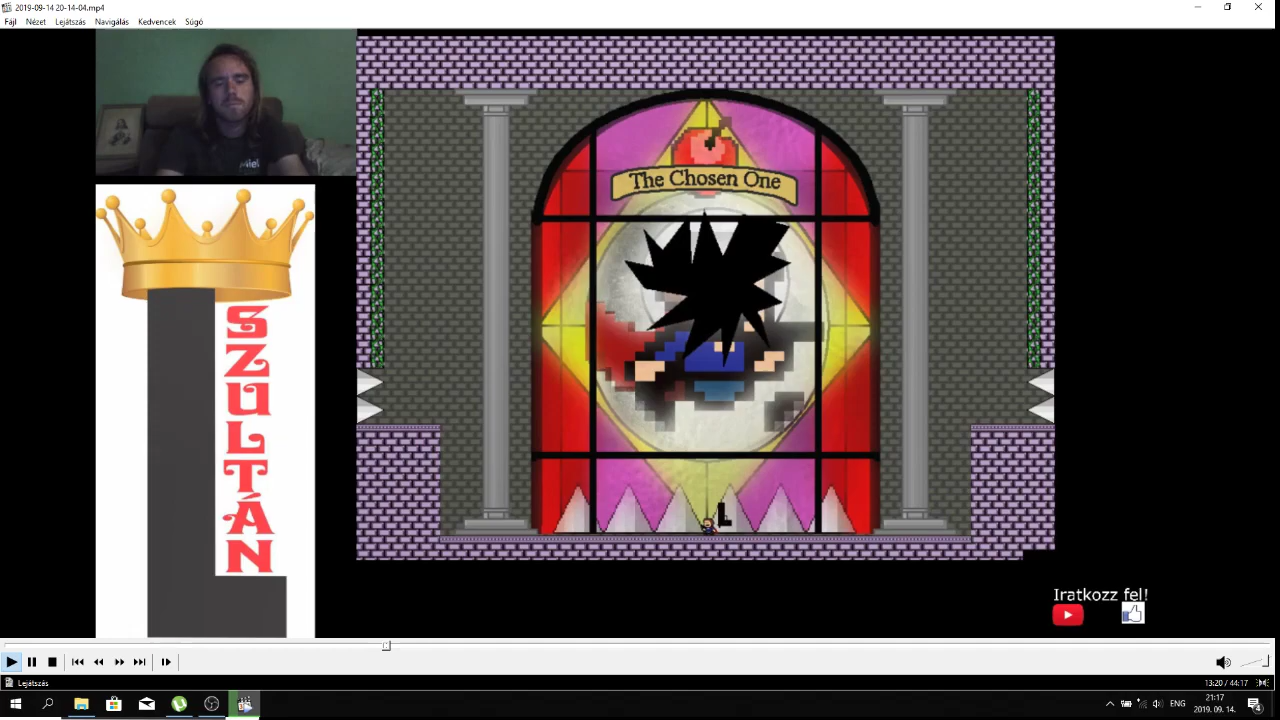 2019-09-14 20-14-04.mp4
Fájl Nézet Lejátszás Navigálás Kedvencek Súgó
The Chosen One
L
SZULTÁN
Iratkozz fel!
Lejátszás
13:20 / 44:17
ENG
21:17
2019. 09. 14.
4